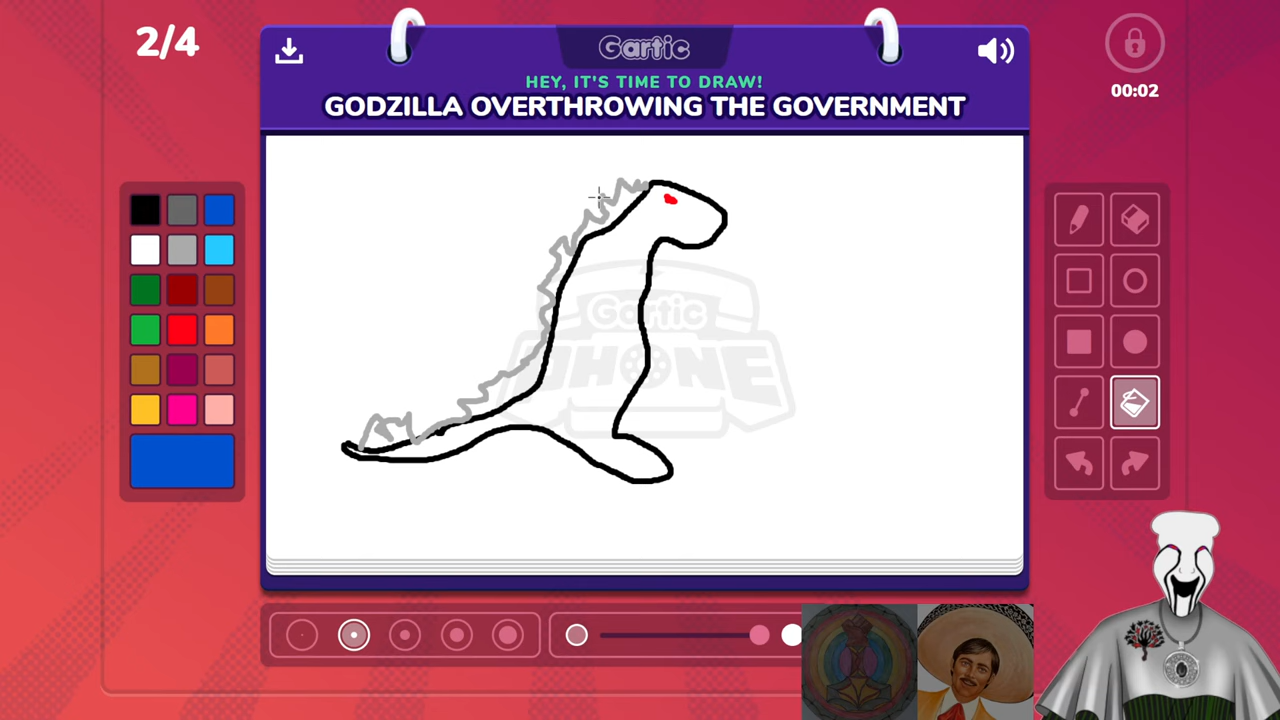 2/4
Gartic
HEY, IT'S TIME TO DRAW!
GODZILLA OVERTHROWING THE GOVERNMENT
00:02
Gartic
PHONE